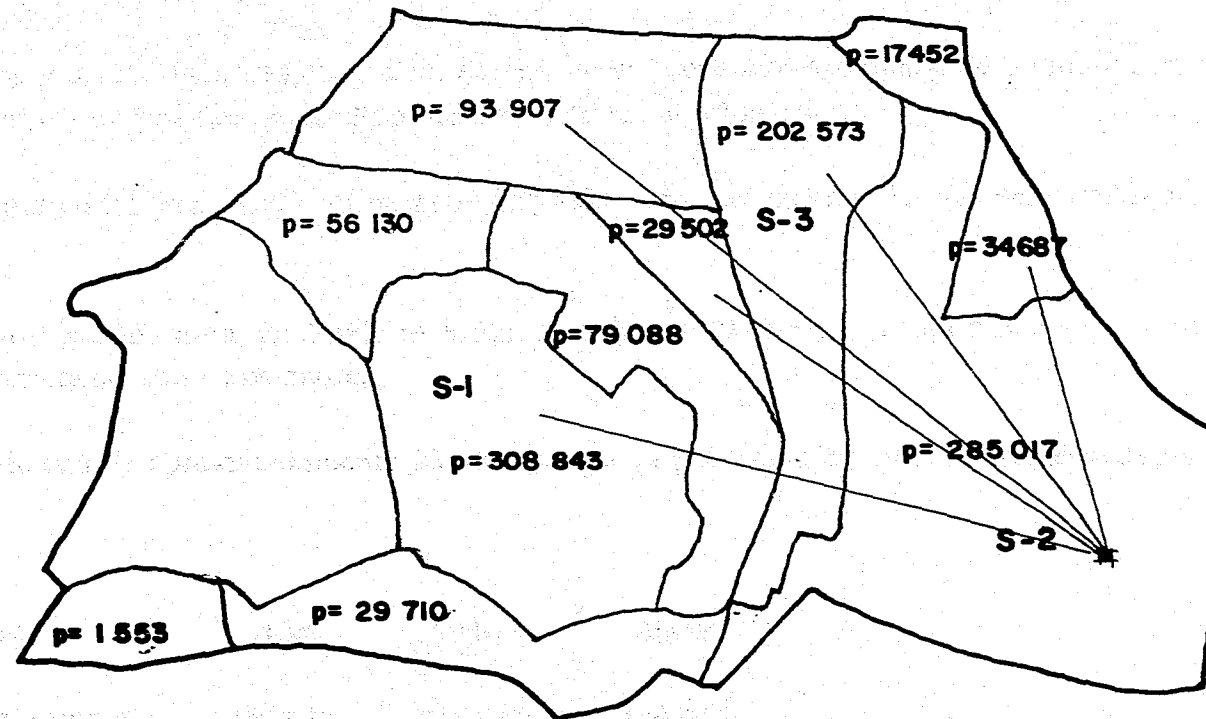 p=17452
p= 93 907
p= 202 573
p= 56 130
p=29 502
S-3
p=34687
p=79 088
S-1
p=308 843
p= 285 017
S-2
p= 29 710
p= 1 553